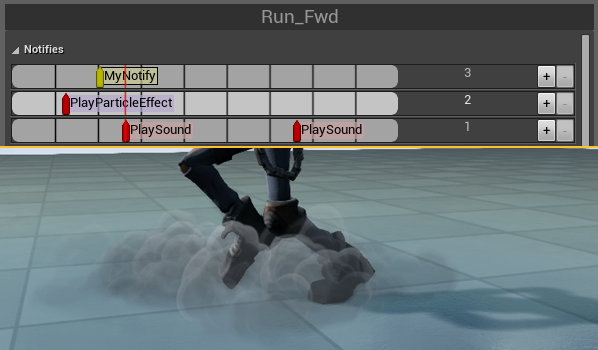 Run_Fwd
Notifies
MyNotify 3 + -
PlayParticleEffect 2 + -
PlaySound PlaySound 1 + -